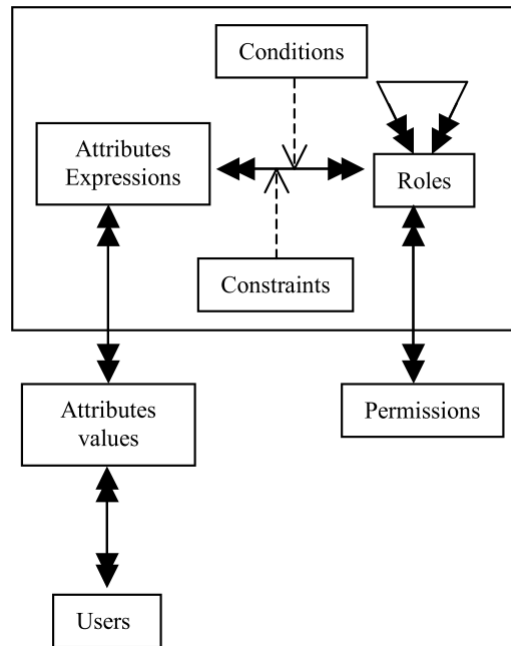 Conditions
Attributes
Expressions
Roles
Constraints
Attributes
values
Permissions
Users